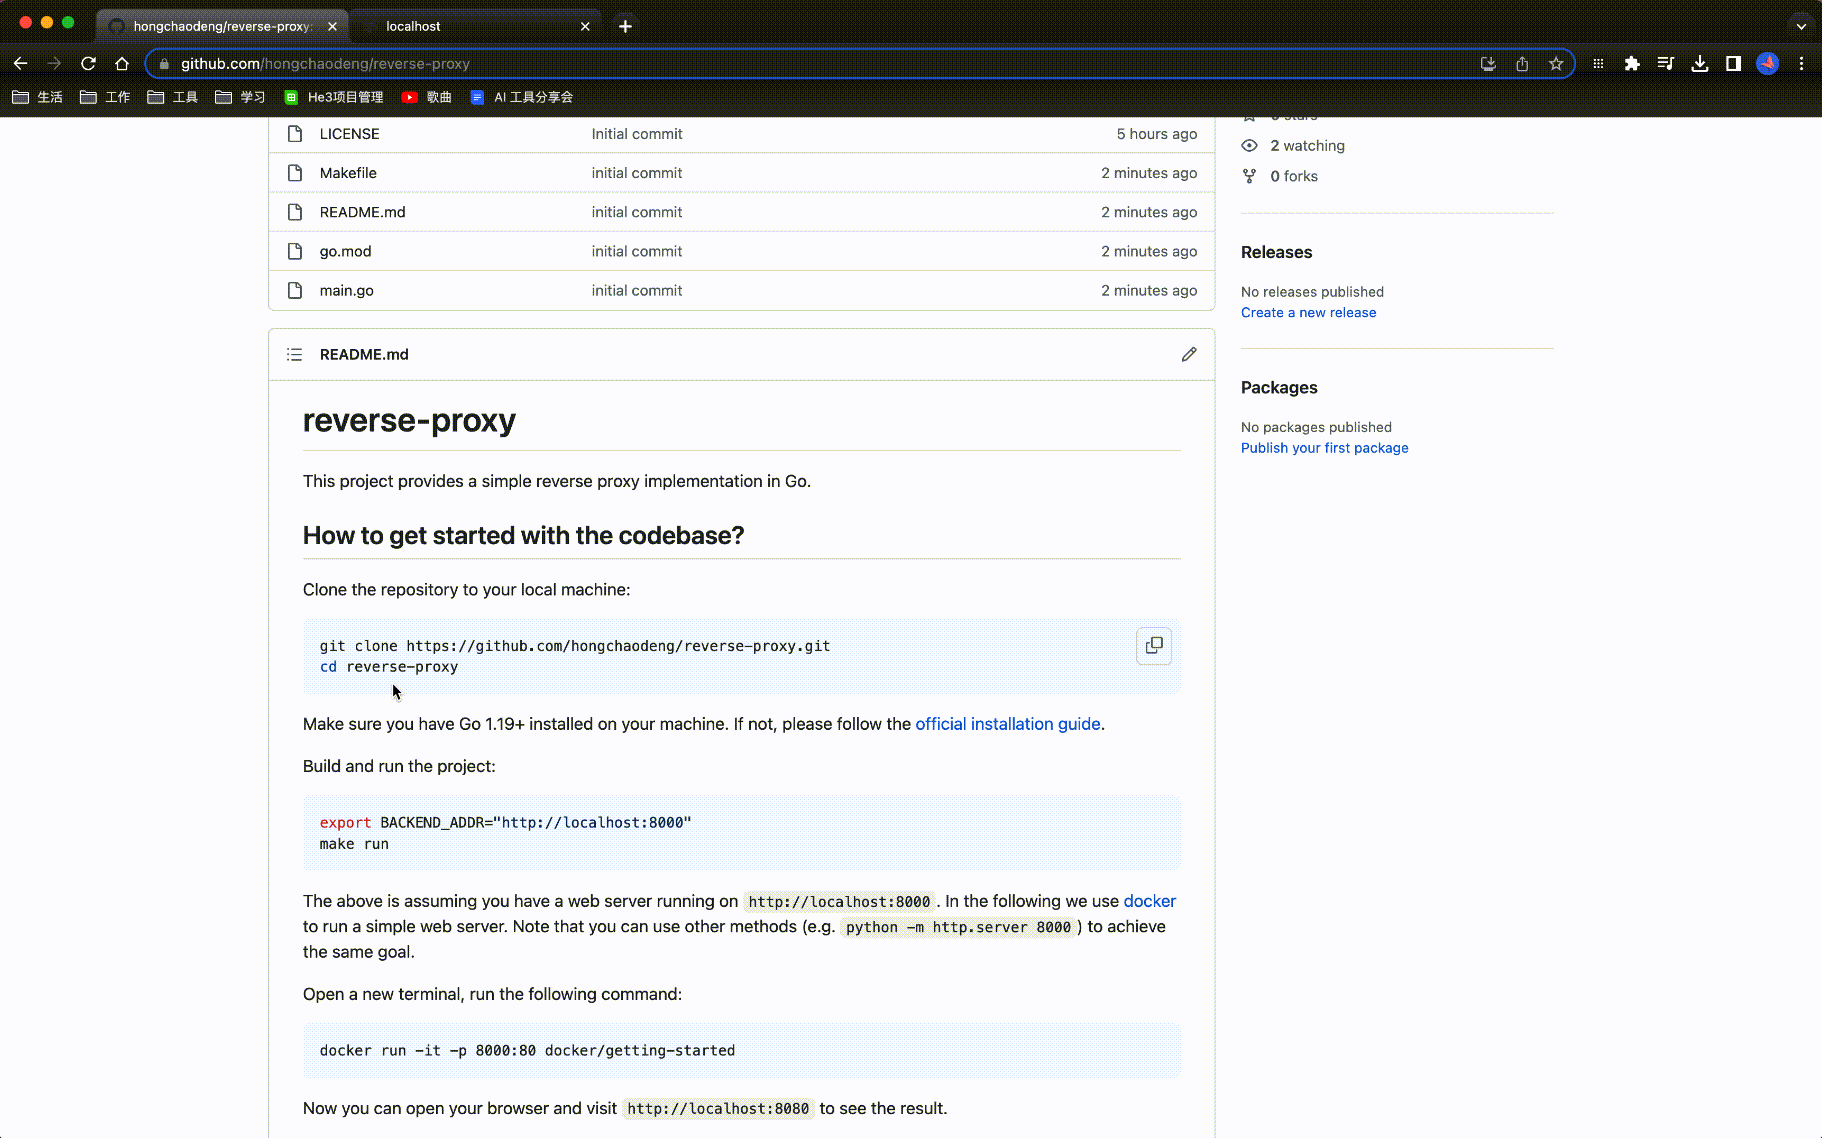 hongchaodeng/reverse-proxy:
localhost
github.com/hongchaodeng/reverse-proxy
生活
工作
工具
学习
He3项目管理
歌曲
AI 工具分享会
LICENSE Initial commit 5 hours ago
Makefile initial commit 2 minutes ago
README.md initial commit 2 minutes ago
go.mod initial commit 2 minutes ago
main.go initial commit 2 minutes ago
README.md
reverse-proxy
This project provides a simple reverse proxy implementation in Go.
How to get started with the codebase?
Clone the repository to your local machine:
git clone https://github.com/hongchaodeng/reverse-proxy.git
cd reverse-proxy
Make sure you have Go 1.19+ installed on your machine. If not, please follow the official installation guide.
Build and run the project:
export BACKEND_ADDR="http://localhost:8000"
make run
The above is assuming you have a web server running on http://localhost:8000 . In the following we use docker
to run a simple web server. Note that you can use other methods (e.g. python -m http.server 8000 ) to achieve
the same goal.
Open a new terminal, run the following command:
docker run -it -p 8000:80 docker/getting-started
Now you can open your browser and visit http://localhost:8080 to see the result.
stars
2 watching
0 forks
Releases
No releases published
Create a new release
Packages
No packages published
Publish your first package